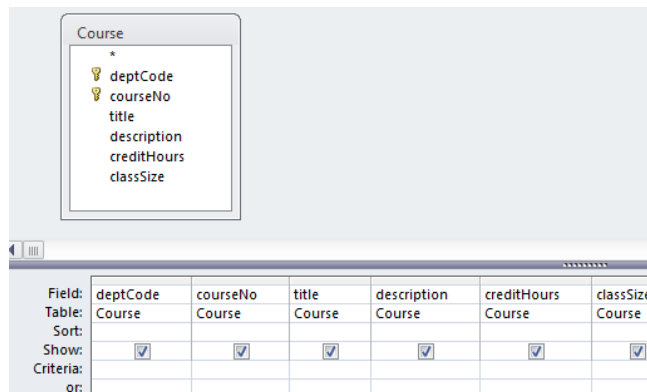 Course
*
deptCode
courseNo
title
description
creditHours
classSize
Field: deptCode courseNo title description creditHours classSize
Table: Course Course Course Course Course Course
Sort:
Show:
Criteria:
or: